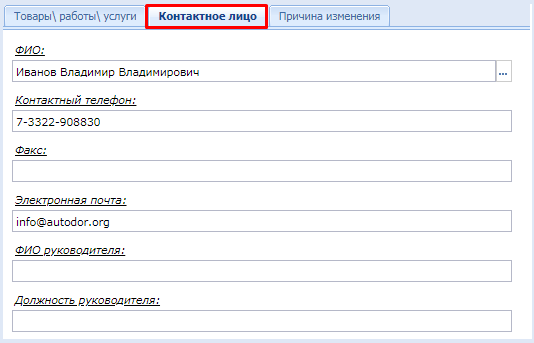 Товары\ работы\ услуги Контактное лицо Причина изменения
ФИО:
Иванов Владимир Владимирович ...
Контактный телефон:
7-3322-908830
Факс:
Электронная почта:
info@autodor.org
ФИО руководителя:
Должность руководителя: